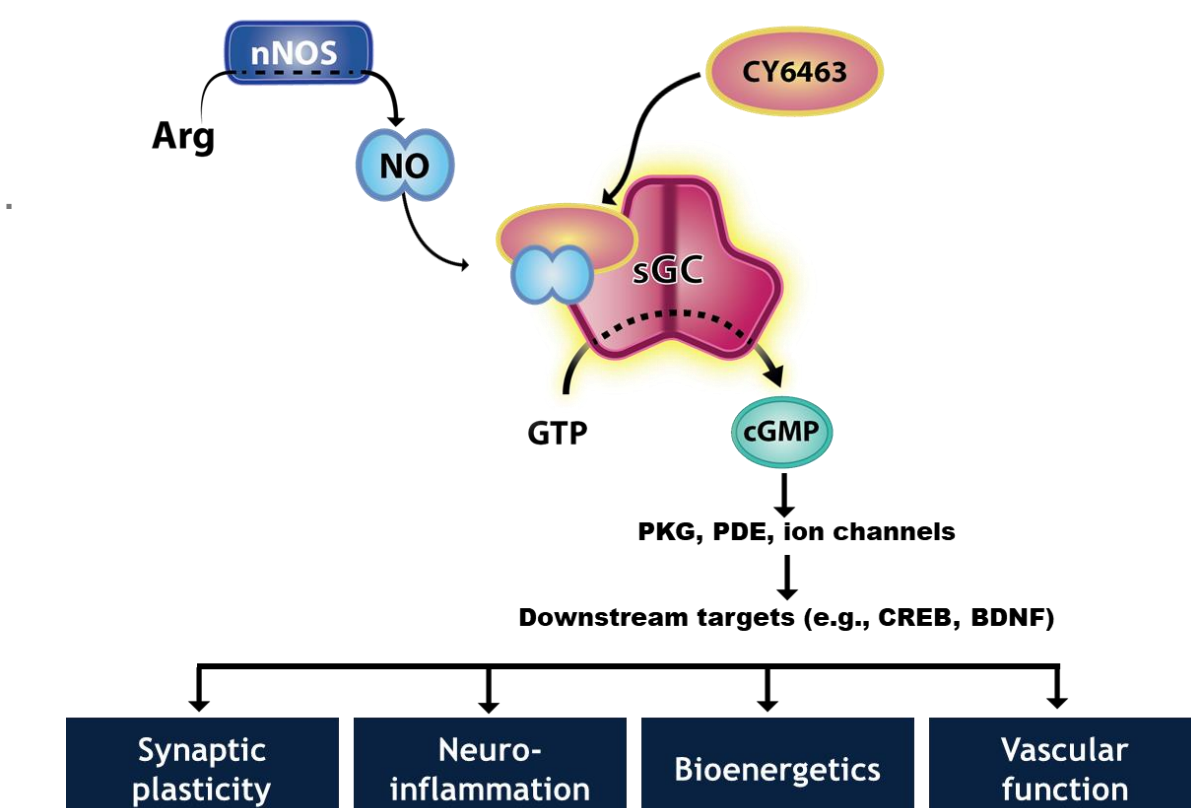 nNOS
CY6463
Arg
NO
sGC
GTP
cGMP
PKG, PDE, ion channels
Downstream targets (e.g., CREB, BDNF)
Synaptic
plasticity
Neuro-
inflammation
Bioenergetics
Vascular
function